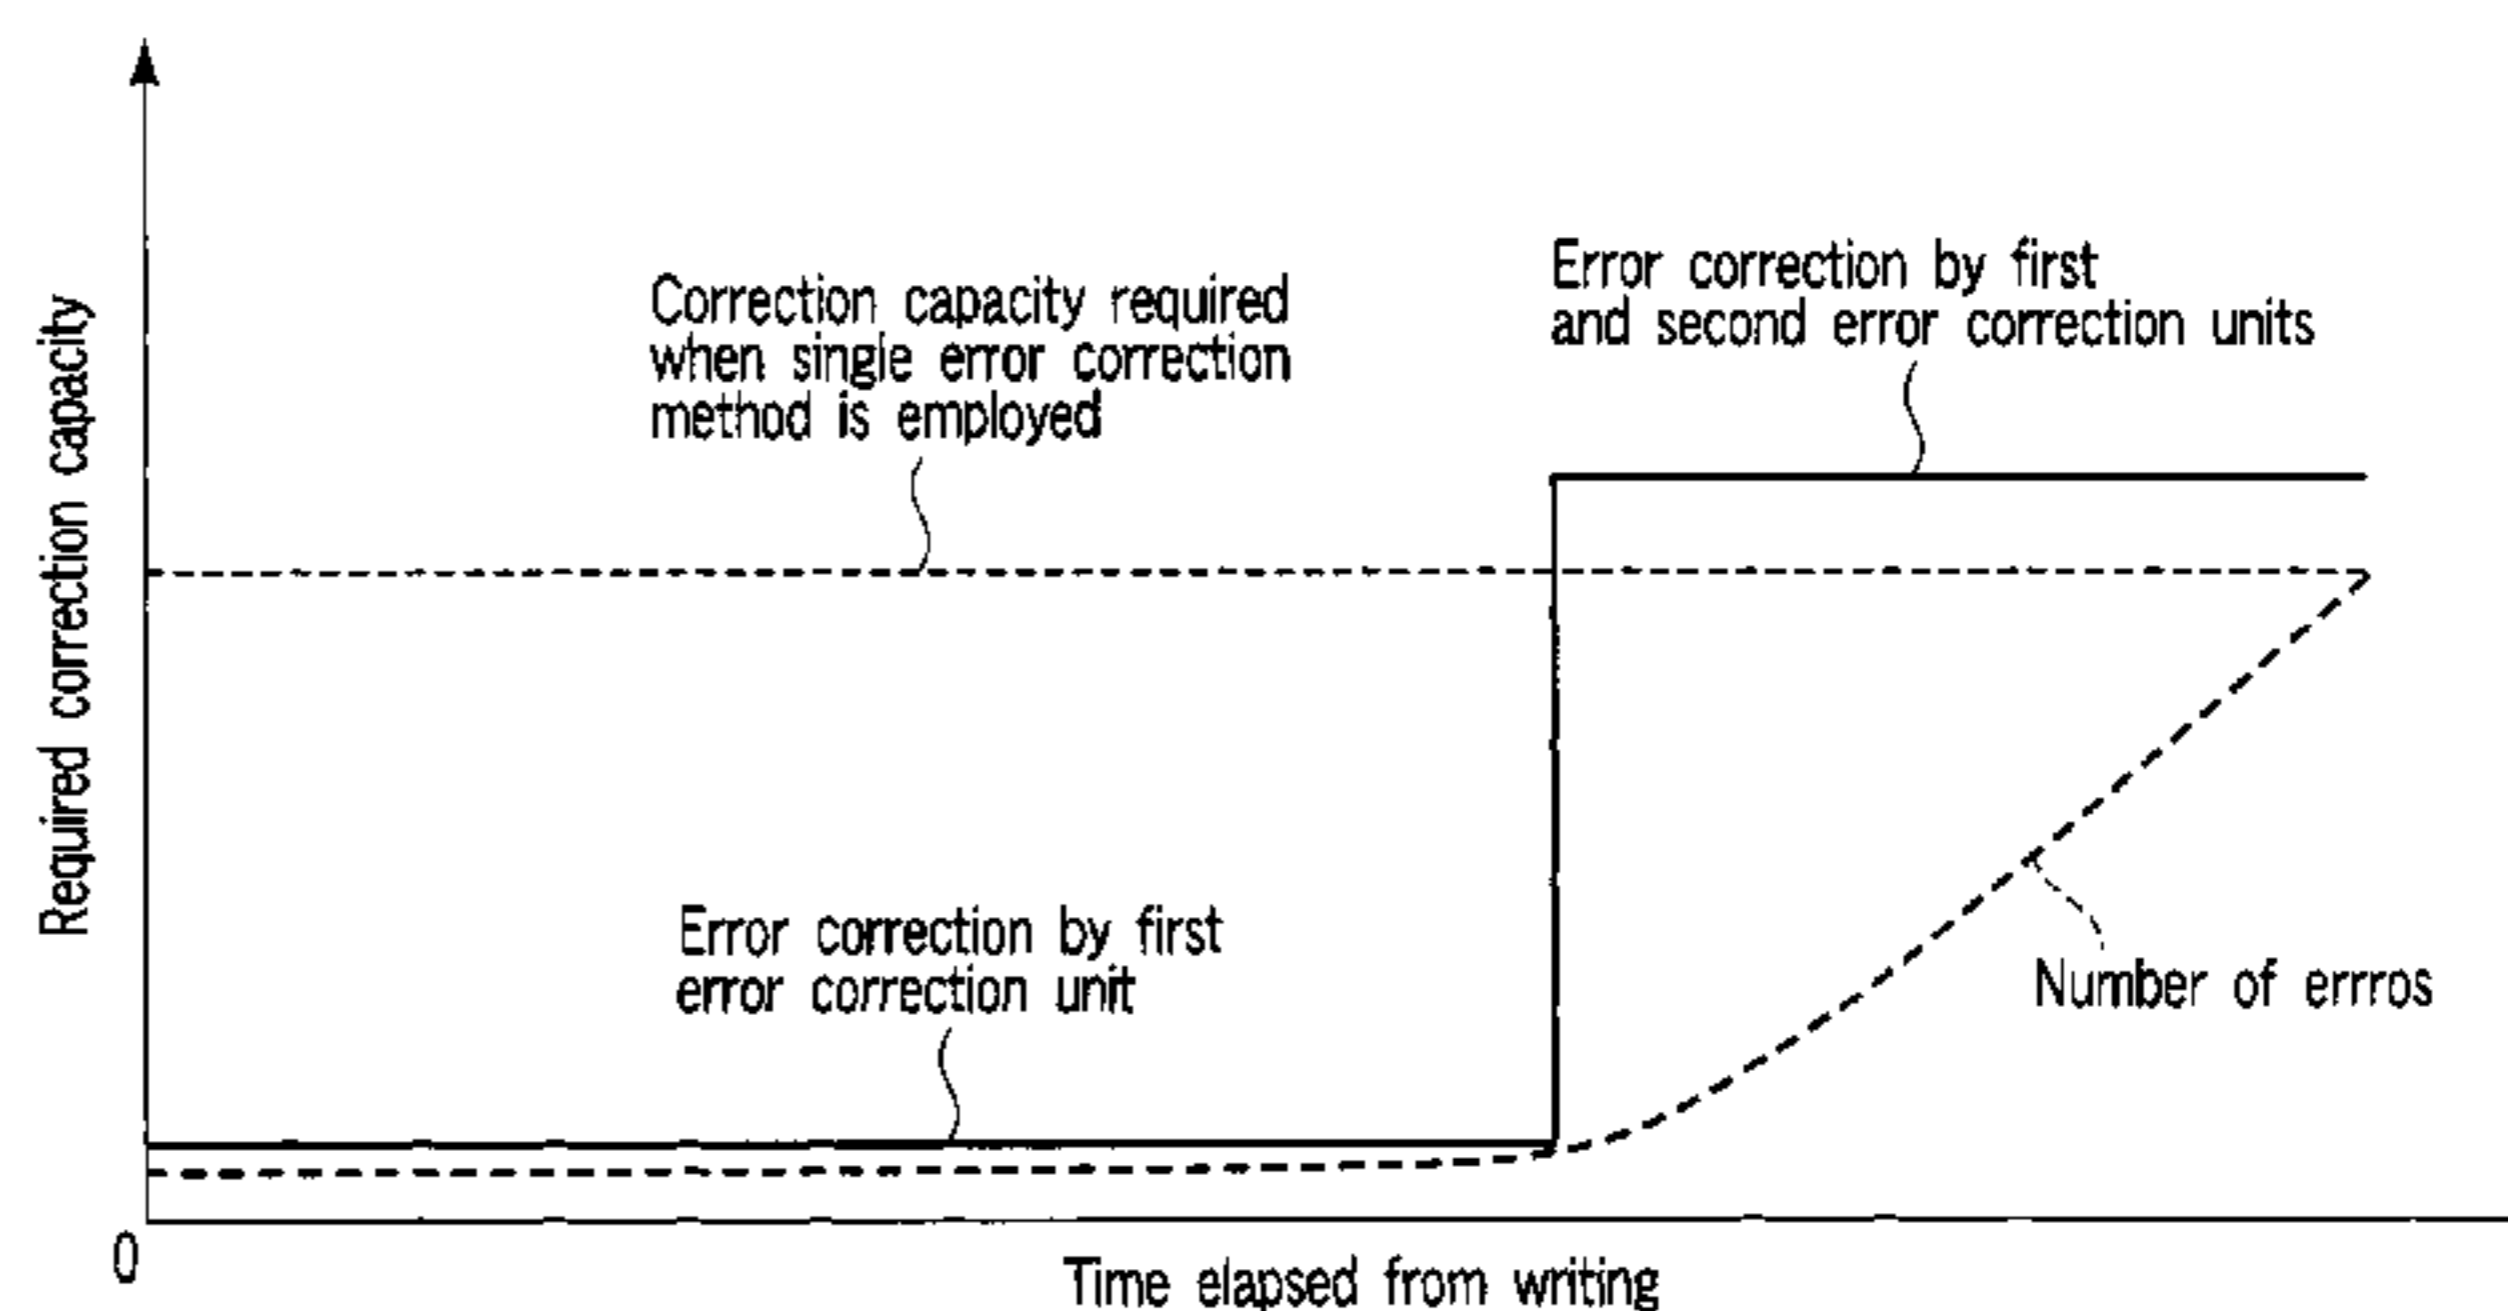 Required correction capacity
Correction capacity required
when single error correction
method is employed
Error correction by first
and second error correction units
Error correction by first
error correction unit
Number of errros
0
Time elapsed from writing